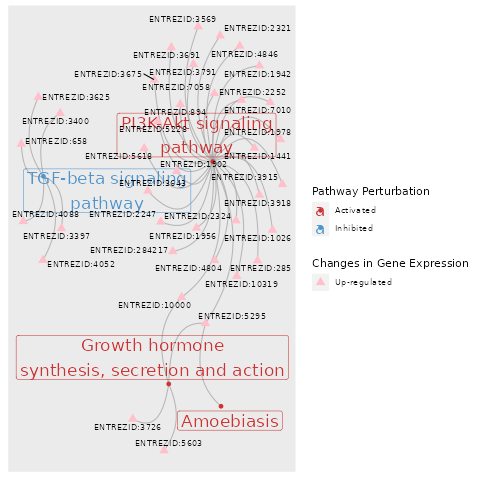 ENTREZID:3569
ENTREZID:2321
ENTREZID:3691
ENTREZID:4846
ENTREZID:3675
ENTREZID:3791
ENTREZID:1942
ENTREZID:7058
ENTREZID:2252
ENTREZID:3625
ENTREZID:894
ENTREZID:7010
ENTREZID:3400
PI3K-Akt signaling
pathway
ENTREZID:1978
ENTREZID:658
ENTREZID:5618
ENTREZID:1441
ENTREZID:1902
TGF-beta signaling
pathway
ENTREZID:3643
ENTREZID:3915
ENTREZID:3918
ENTREZID:4088
ENTREZID:2247
ENTREZID:2324
ENTREZID:3397
ENTREZID:1956
ENTREZID:1026
ENTREZID:284217
ENTREZID:4052
ENTREZID:4804
ENTREZID:285
ENTREZID:10319
ENTREZID:10000
ENTREZID:5295
Growth hormone
synthesis, secretion and action
Amoebiasis
ENTREZID:3726
ENTREZID:5603
Pathway Perturbation
Activated
Inhibited
Changes in Gene Expression
Up-regulated